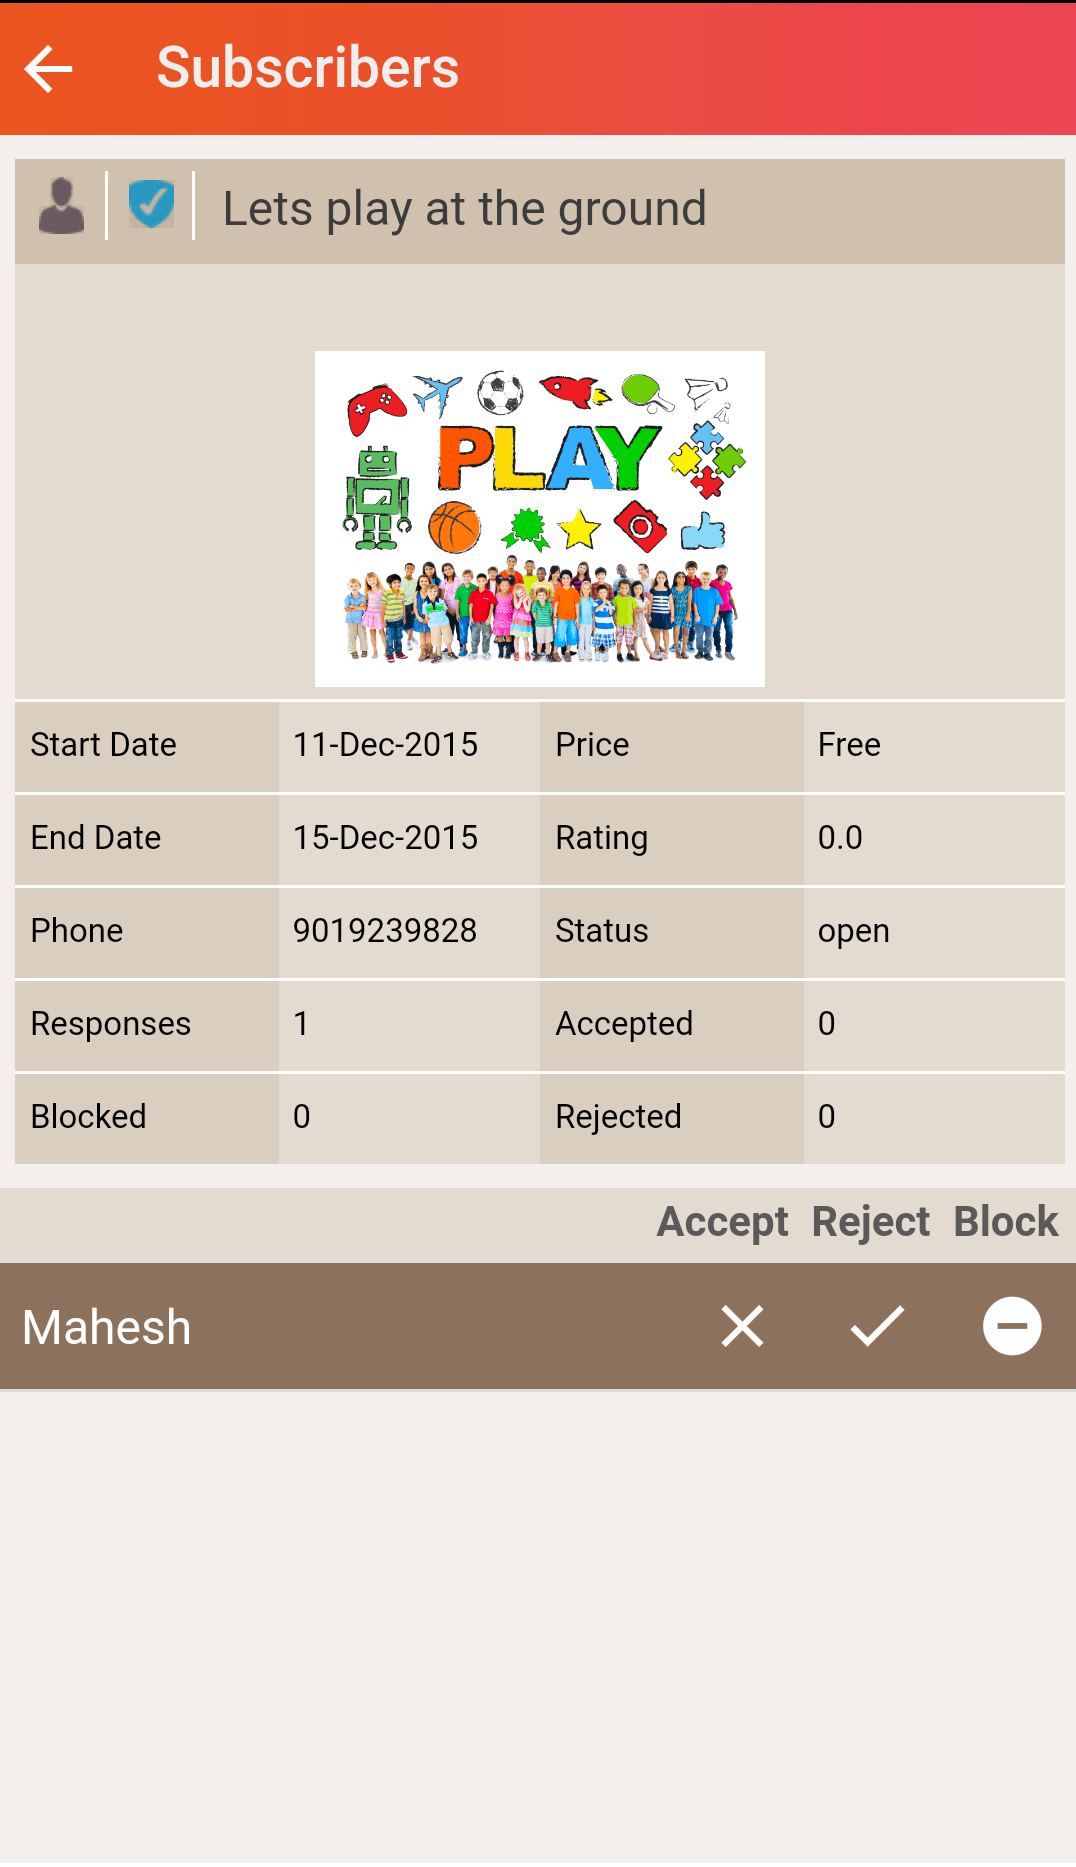 Subscribers
Lets play at the ground
PLAY
Start Date 11-Dec-2015 Price Free
End Date 15-Dec-2015 Rating 0.0
Phone 9019239828 Status open
Responses 1 Accepted 0
Blocked 0 Rejected 0
Accept Reject Block
Mahesh